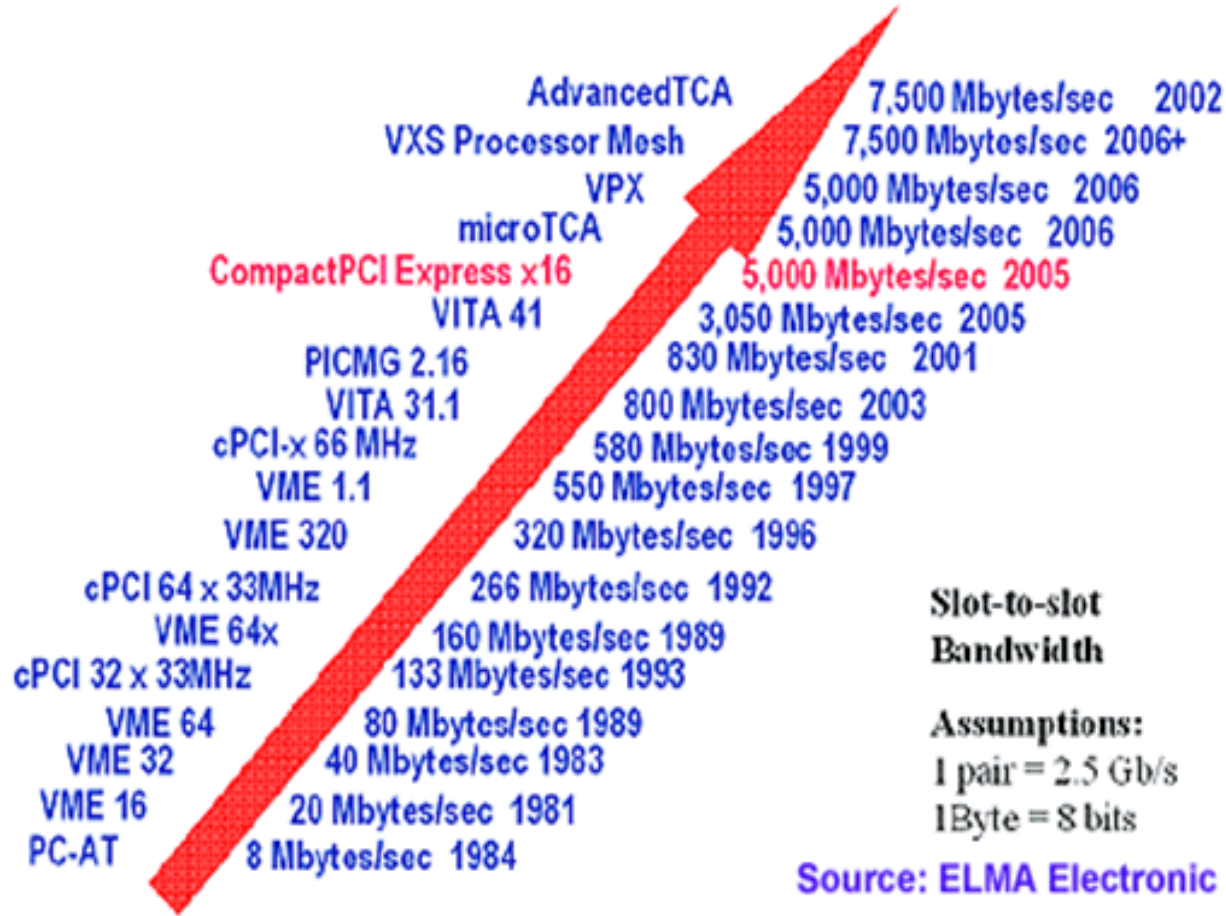 AdvancedTCA 7,500 Mbytes/sec 2002
VXS Processor Mesh 7,500 Mbytes/sec 2006+
VPX 5,000 Mbytes/sec 2006
microTCA 5,000 Mbytes/sec 2006
CompactPCI Express x16 5,000 Mbytes/sec 2005
VITA 41 3,050 Mbytes/sec 2005
PICMG 2.16 830 Mbytes/sec 2001
VITA 31.1 800 Mbytes/sec 2003
cPCI-x 66 MHz 580 Mbytes/sec 1999
VME 1.1 550 Mbytes/sec 1997
VME 320 320 Mbytes/sec 1996
cPCI 64 x 33MHz 266 Mbytes/sec 1992
VME 64x 160 Mbytes/sec 1989
cPCI 32 x 33MHz 133 Mbytes/sec 1993
VME 64 80 Mbytes/sec 1989
VME 32 40 Mbytes/sec 1983
VME 16 20 Mbytes/sec 1981
PC-AT 8 Mbytes/sec 1984
Slot-to-slot
Bandwidth
Assumptions:
1 pair = 2.5 Gb/s
1Byte = 8 bits
Source: ELMA Electronic